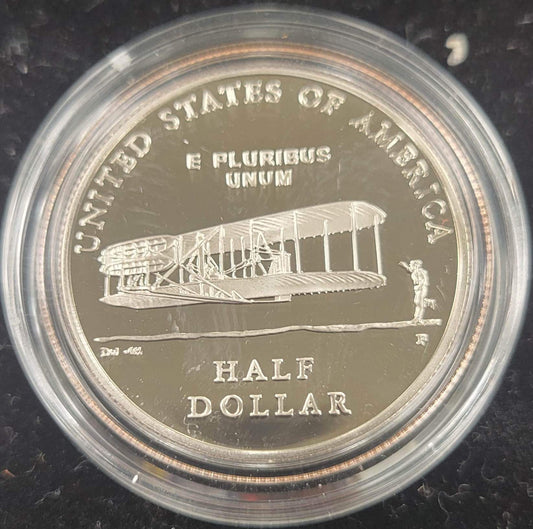 UNITED STATES OF AMERICA
E PLURIBUS
UNUM
P
HALF
DOLLAR